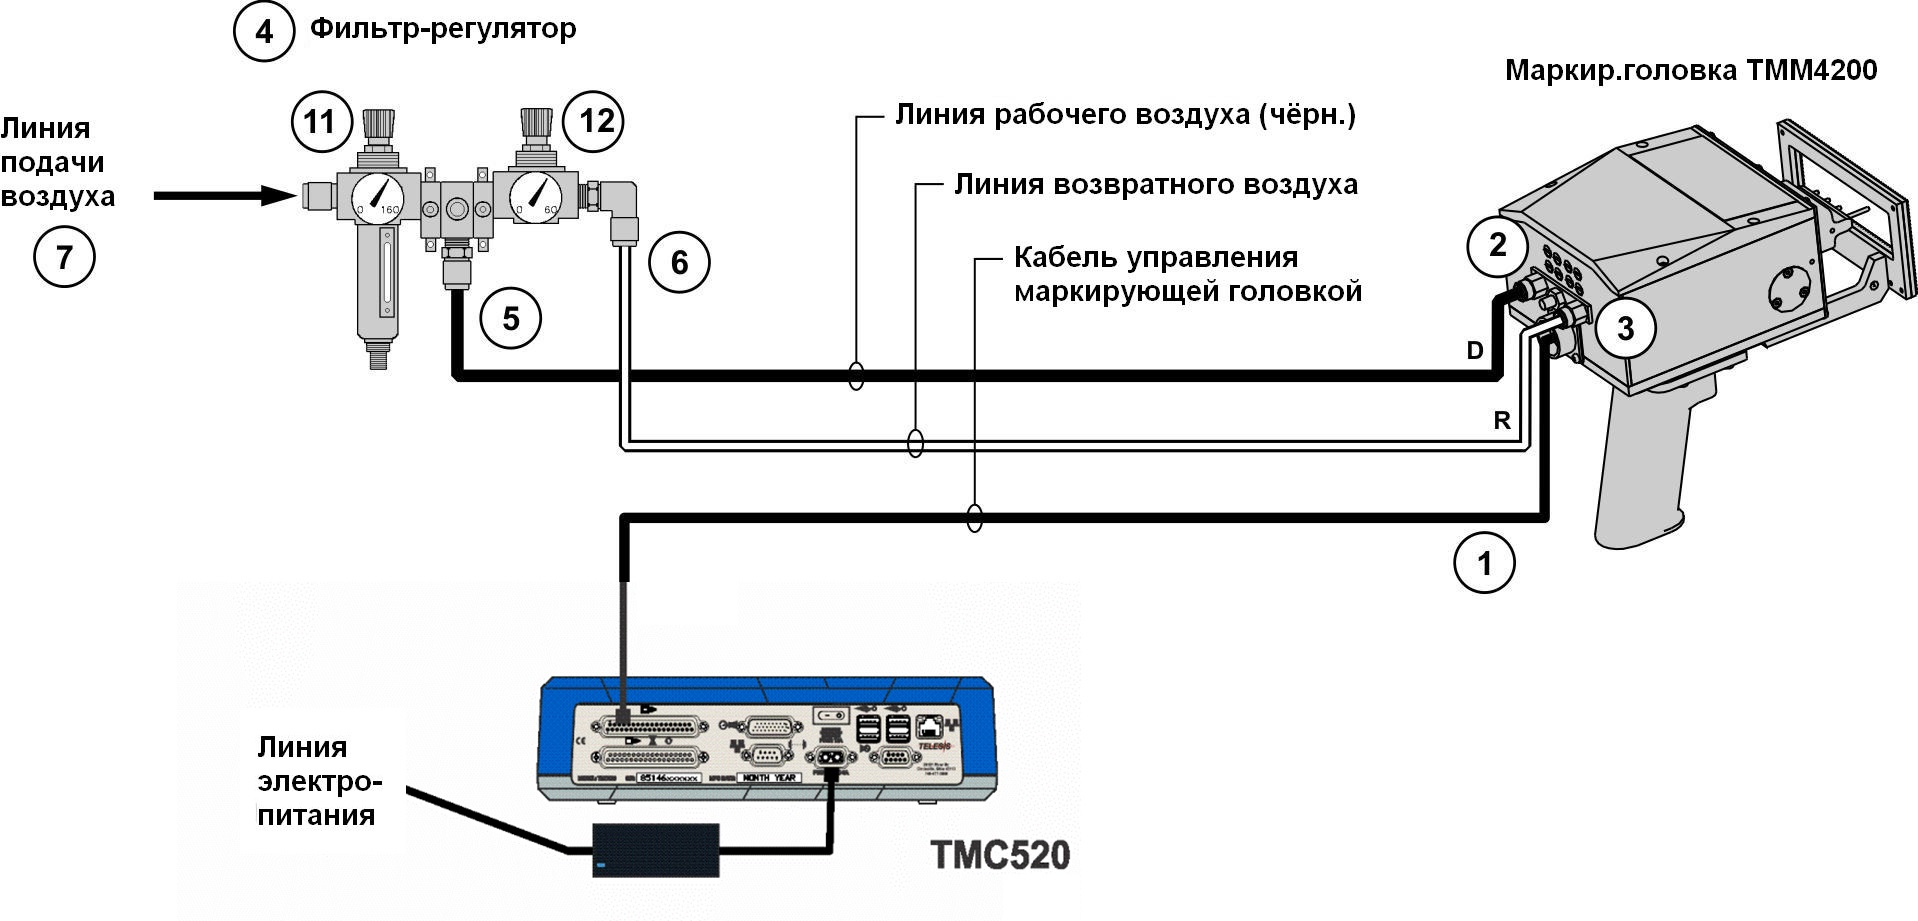 4 Фильтр-регулятор
Маркир.головка ТММ4200
11
12
Линия
подачи
воздуха
7
0 160
0 60
Линия рабочего воздуха (чёрн.)
Линия возвратного воздуха
Кабель управления
маркирующей головкой
2
3
6
5
D
R
1
Линия
электро-
питания
TELESIS
85146xxxxxx
MONTH YEAR
TMC520